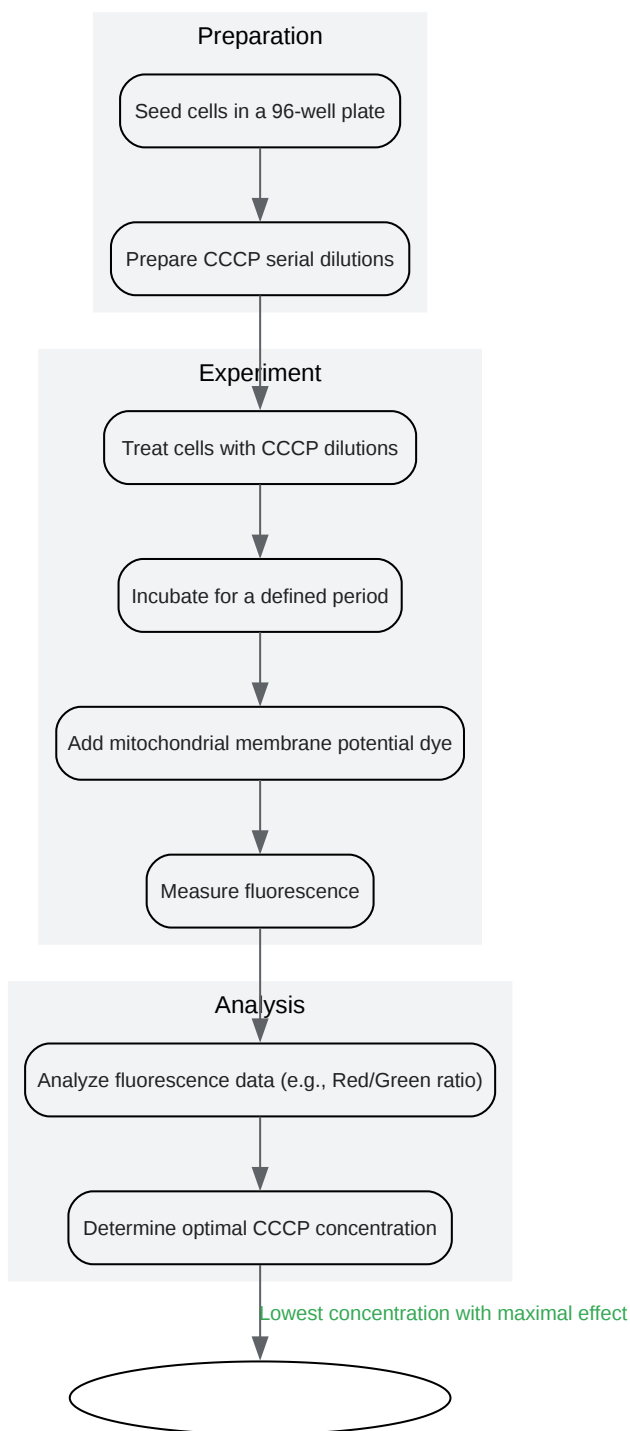 Preparation
Seed cells in a 96-well plate
Prepare CCCP serial dilutions
Experiment
Treat cells with CCCP dilutions
Incubate for a defined period
Add mitochondrial membrane potential dye
Measure fluorescence
Analysis
Analyze fluorescence data (e.g., Red/Green ratio)
Determine optimal CCCP concentration
Lowest concentration with maximal effect